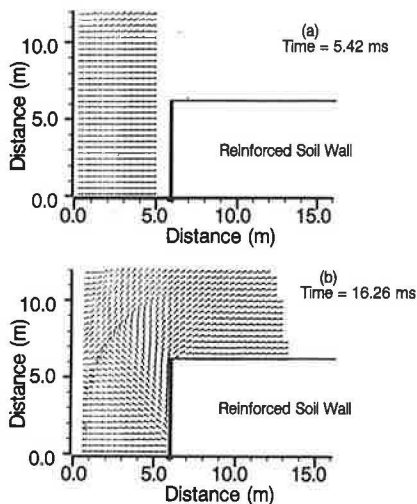 (a)
Time = 5.42 ms
Distance (m)
10.0
5.0
0.0
Reinforced Soil Wall
0.0 5.0 10.0 15.0
Distance (m)
(b)
Time = 16.26 ms
Distance (m)
10.0
5.0
0.0
Reinforced Soil Wall
0.0 5.0 10.0 15.0
Distance (m)